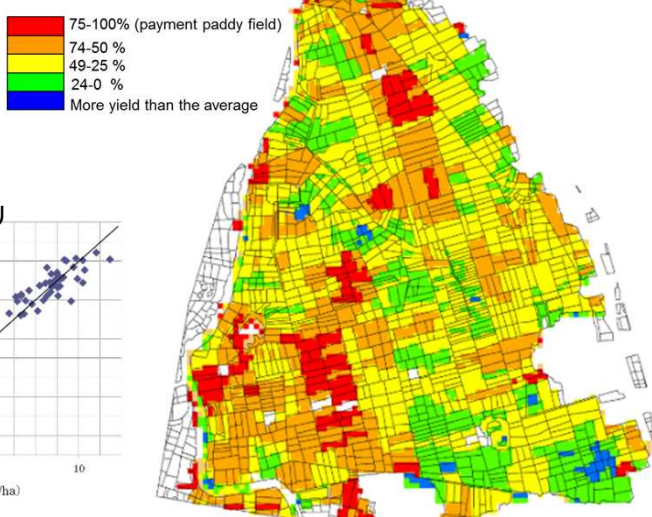 75-100% (payment paddy field)
74-50 %
49-25 %
24-0 %
More yield than the average
10
/ha)